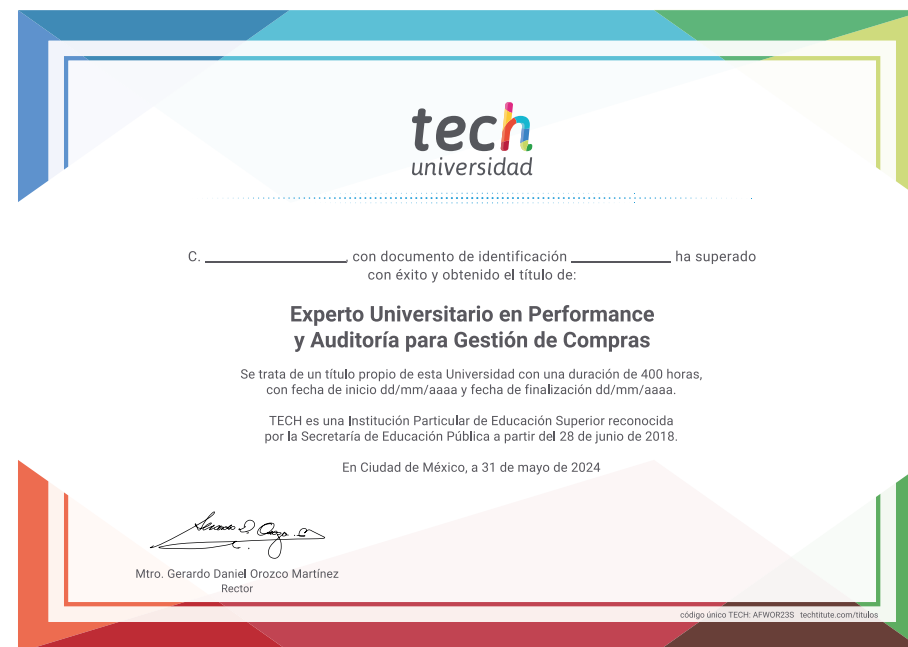 tech
universidad
C. ____________, con documento de identificación ____________ ha superado
con éxito y obtenido el título de:
Experto Universitario en Performance
y Auditoría para Gestión de Compras
Se trata de un título propio de esta Universidad con una duración de 400 horas,
con fecha de inicio dd/mm/aaaa y fecha de finalización dd/mm/aaaa.
TECH es una Institución Particular de Educación Superior reconocida
por la Secretaría de Educación Pública a partir del 28 de junio de 2018.
En Ciudad de México, a 31 de mayo de 2024
Mtro. Gerardo Daniel Orozco Martínez
Rector
código único TECH: AFWOR23S techtitute.com/titulos